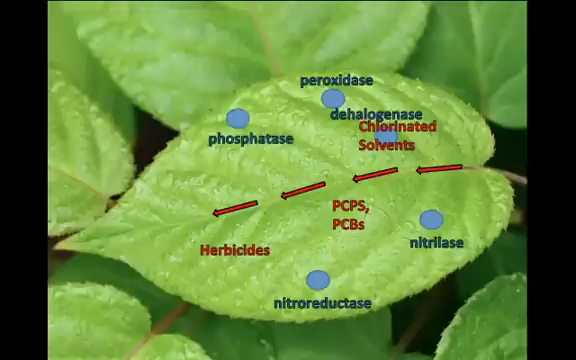 peroxidase
dehalogenase
Chlorinated
Solvents
phosphatase
PCPS,
PCBs
nitrilase
Herbicides
nitroreductase